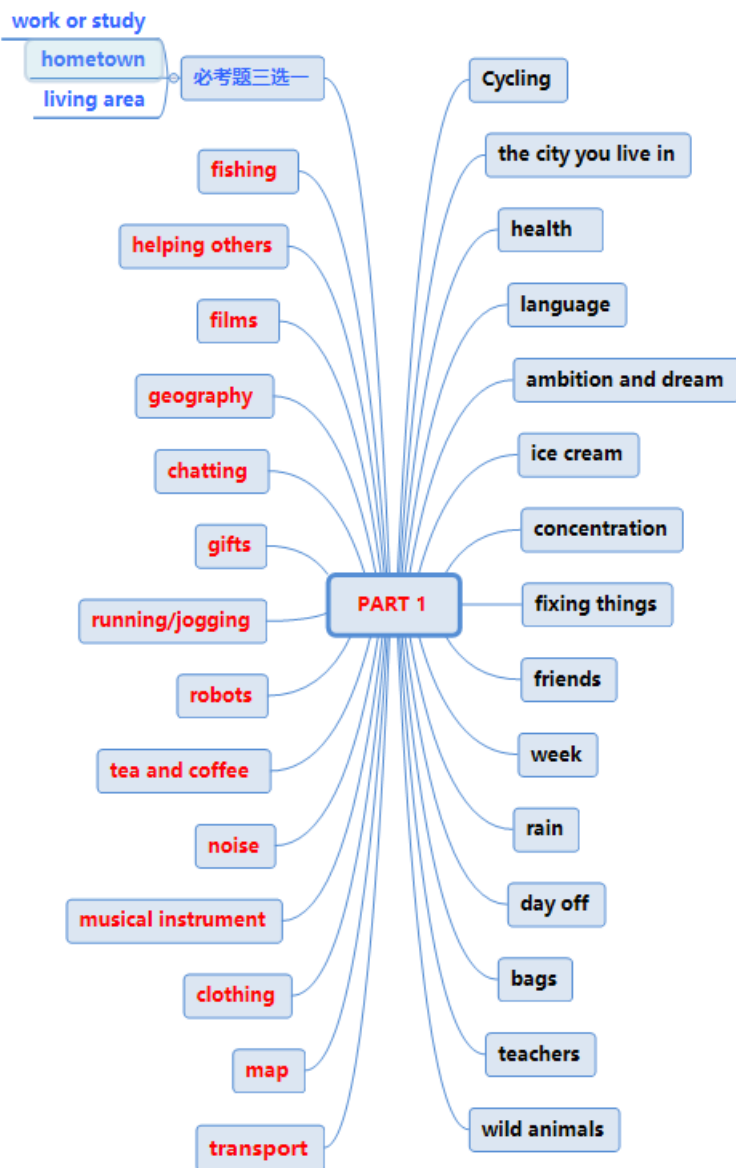 work or study
hometown
living area
必考题三选一
fishing
helping others
films
geography
chatting
gifts
running/jogging
robots
tea and coffee
noise
musical instrument
clothing
map
transport
PART 1
Cycling
the city you live in
health
language
ambition and dream
ice cream
concentration
fixing things
friends
week
rain
day off
bags
teachers
wild animals